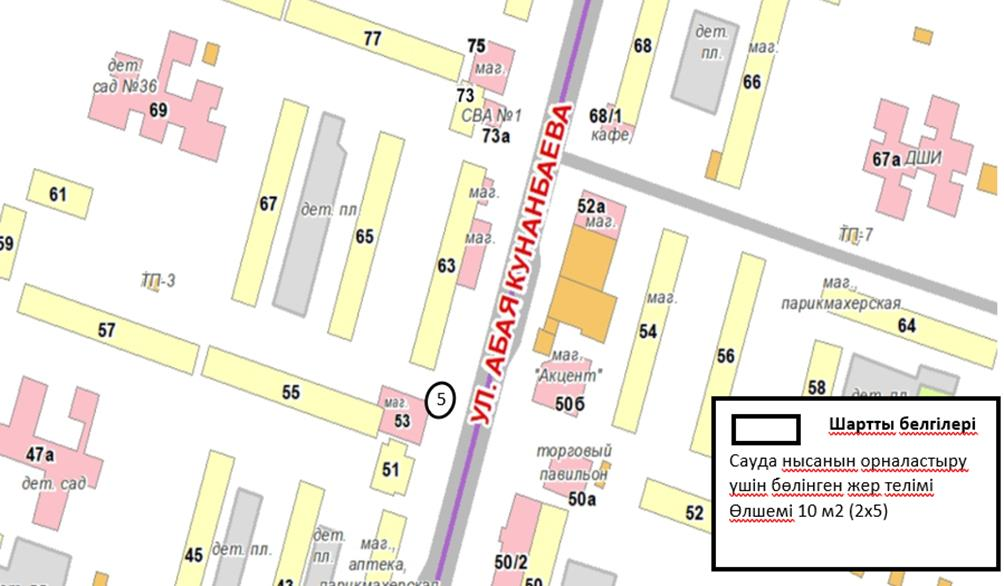 77
75
маг.
68
дет.
пл.
маг.
66
дет.
сад №36
69
73
СВА №1
73а
68/1
кафе
67а ДШИ
61
59
67
дет. пл
65
маг.
маг.
63
УЛ. АБАЯ КУНАНБАЕВА
52а
маг.
ТП-7
ТП-3
маг.,
парикмахерская
64
57
маг.
54
56
55
маг.
53
5
маг.
"Акцент"
50б
58
дет. пл.
47а
дет. сад
51
торговый
павильон
50а
52
45
дет. пл.
43
дет.
пл.
маг.,
аптека,
парикмахерская
50/2
50
Шартты белгілері
Сауда нысанын орналастыру
үшін бөлінген жер телімі
Өлшемі 10 м2 (2х5)